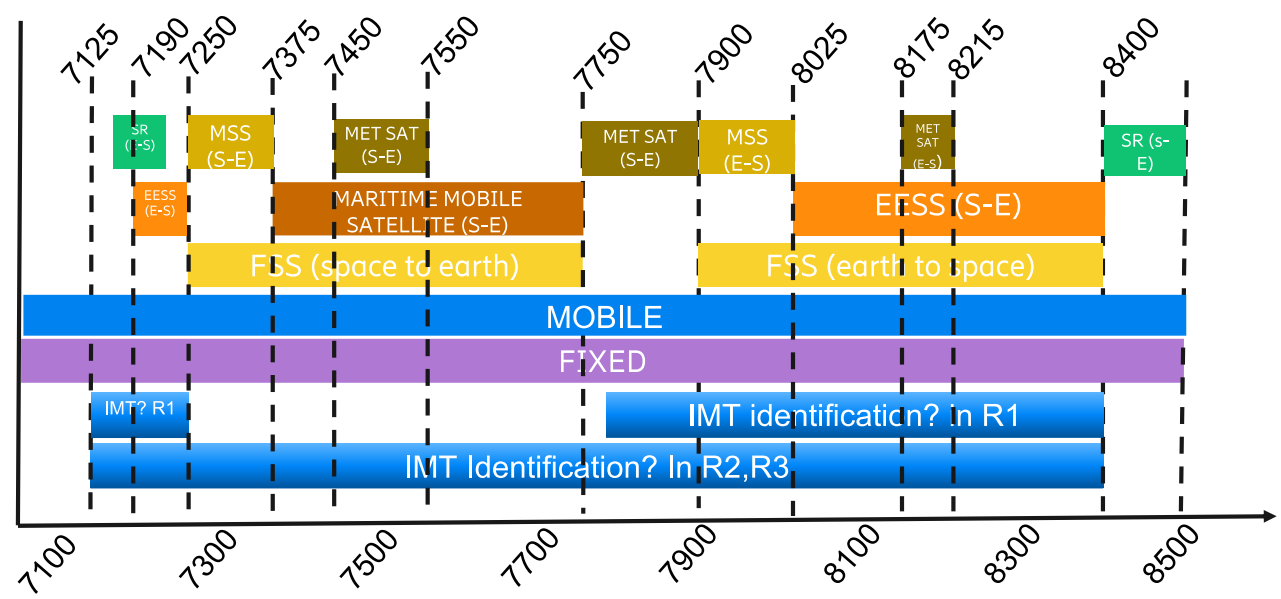 7125
7190
7250
7375
7450
7550
7750
7900
8025
8175
8215
8400
SR
(E-S)
MSS
(S-E)
MET SAT
(S-E)
MET SAT
(S-E)
MSS
(E-S)
MET
SAT
(E-S)
SR (s-
E)
EESS
(E-S)
MARITIME MOBILE
SATELLITE (S-E)
EESS (S-E)
FSS (space to earth)
FSS (earth to space)
MOBILE
FIXED
IMT? R1
IMT identification? in R1
IMT Identification? In R2,R3
7100
7300
7500
7700
7900
8100
8300
8500